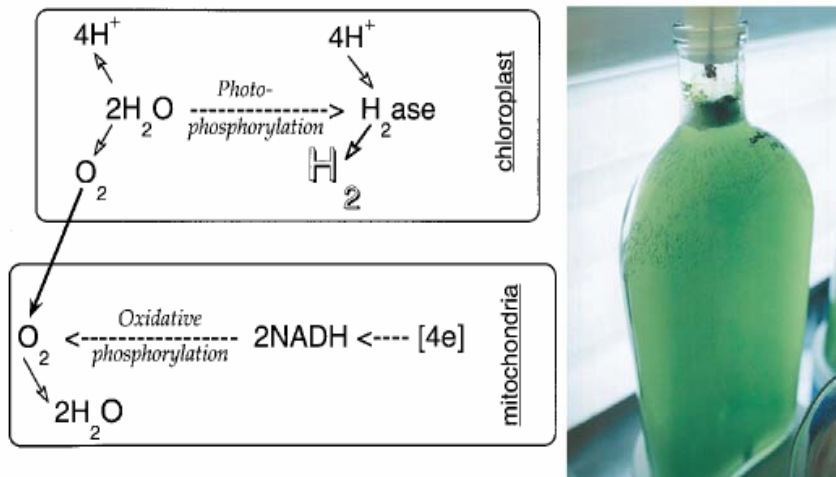 4H+ 4H+
Photo-
2H2O ----------------> H2ase
phosphorylation
H2
O2
chloroplast
Oxidative
O2 <---------------- 2NADH <---- [4e]
phosphorylation
2H2O
mitochondria